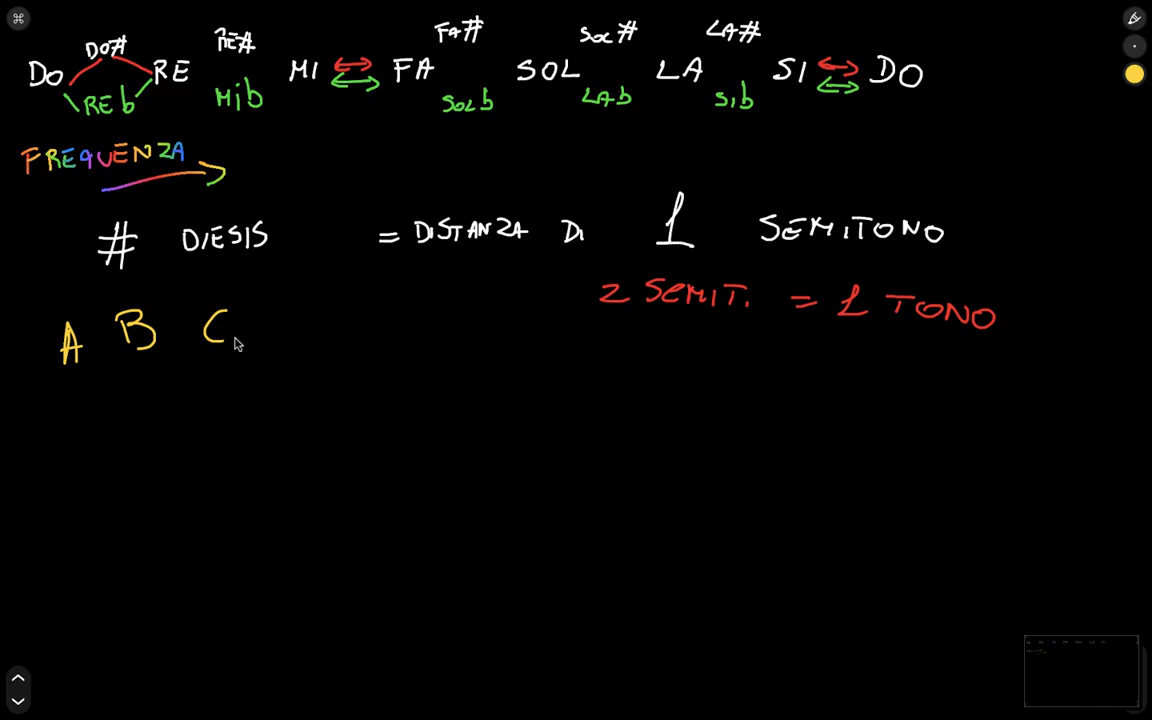 DO# RE# FA# SOL# LA#
DO RE MI FA SOL LA SI DO
REb Mib SOLb LAb Sib
FREQUENZA
# DIESIS = DISTANZA DI 1 SEMITONO
2 SEMIT. = 1 TONO
A B C